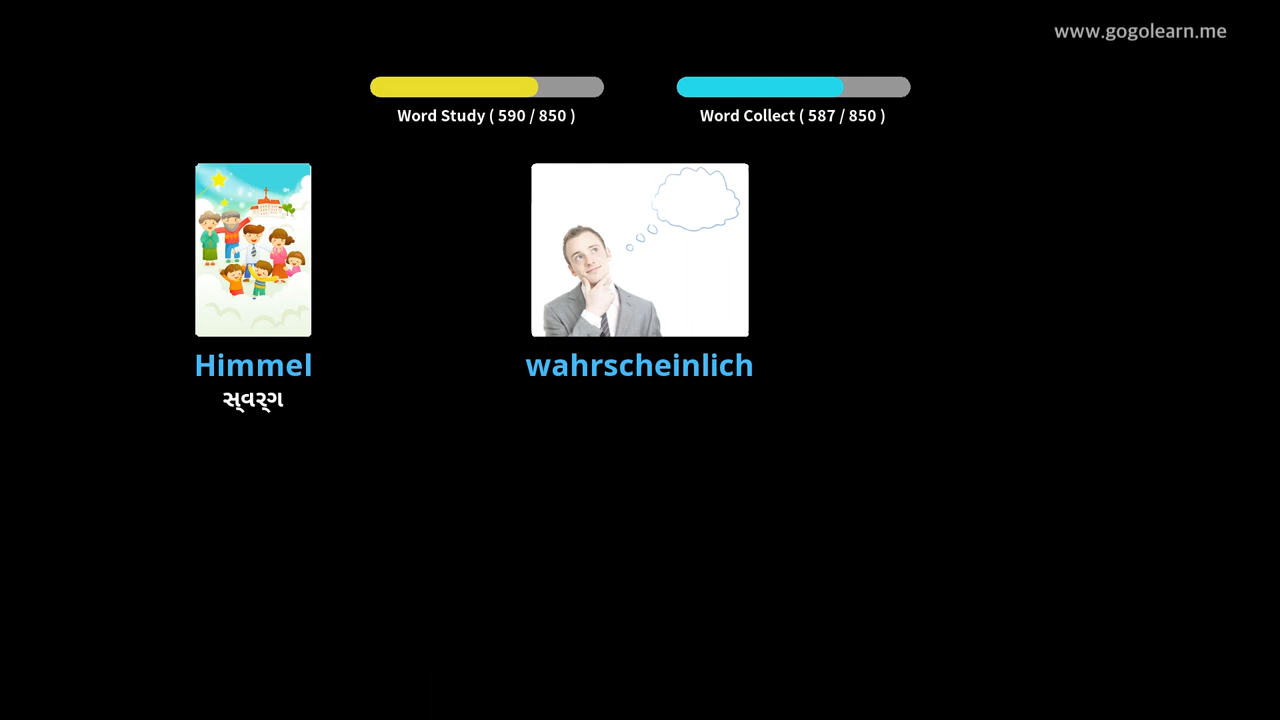 www.gogolearn.me
Word Study ( 590 / 850 )
Word Collect ( 587 / 850 )
Himmel
સ્વર્ગ
wahrscheinlich